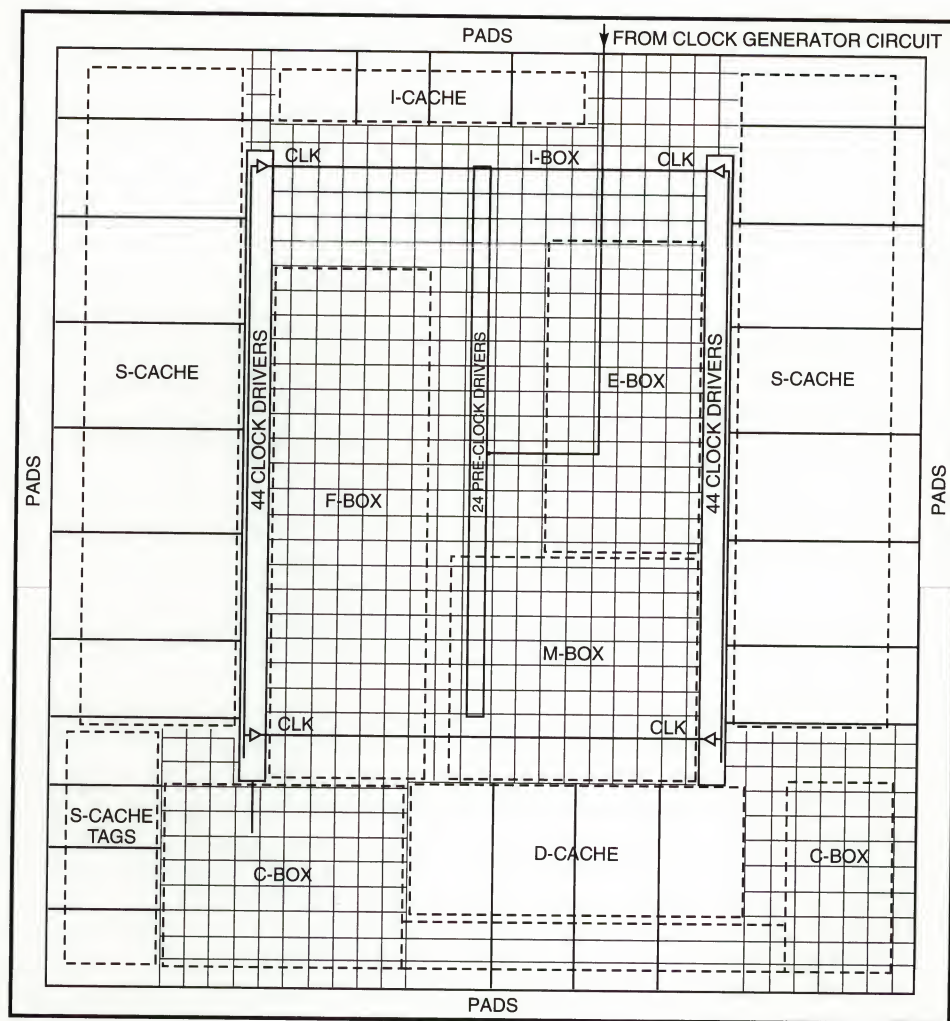 PADS
FROM CLOCK GENERATOR CIRCUIT
I-CACHE
CLK
I-BOX
CLK
44 CLOCK DRIVERS
24 PRE-CLOCK DRIVERS
44 CLOCK DRIVERS
S-CACHE
E-BOX
S-CACHE
PADS
F-BOX
PADS
M-BOX
CLK
CLK
S-CACHE
TAGS
C-BOX
D-CACHE
C-BOX
PADS